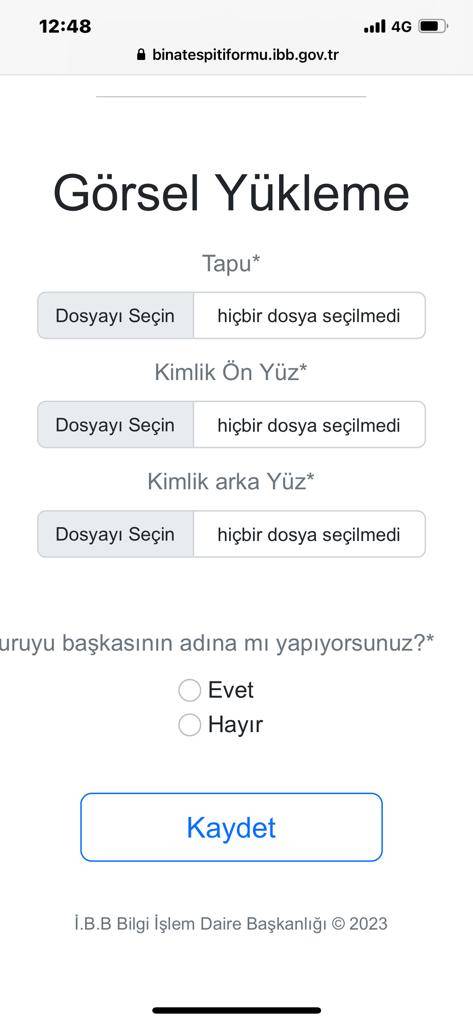 12:48
4G
binatespitiformu.ibb.gov.tr
Görsel Yükleme
Tapu*
Dosyayı Seçin hiçbir dosya seçilmedi
Kimlik Ön Yüz*
Dosyayı Seçin hiçbir dosya seçilmedi
Kimlik arka Yüz*
Dosyayı Seçin hiçbir dosya seçilmedi
uruyu başkasının adına mı yapıyorsunuz?*
Evet
Hayır
Kaydet
İ.B.B Bilgi İşlem Daire Başkanlığı © 2023